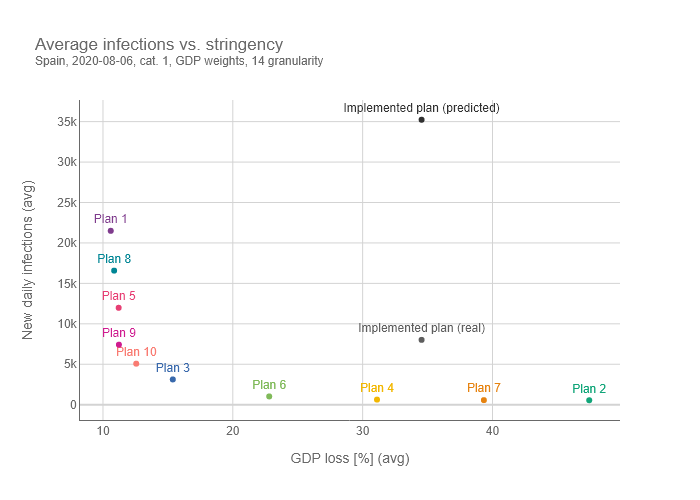 Average infections vs. stringency
Spain, 2020-08-06, cat. 1, GDP weights, 14 granularity
Implemented plan (predicted)
35k
30k
25k
Plan 1
20k
Plan 8
15k
Plan 5
10k
Implemented plan (real)
Plan 9
Plan 10
5k
Plan 3
Plan 6
Plan 4
Plan 7
Plan 2
0
10
20
30
40
New daily infections (avg)
GDP loss [%] (avg)